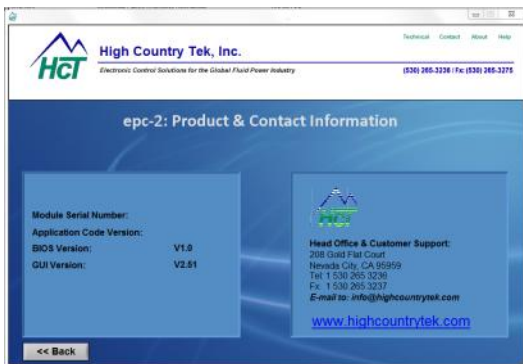 Technical Contact About Help
HCT
High Country Tek, Inc.
Electronic Control Solutions for the Global Fluid Power Industry
(530) 265-3236 / Fx: (530) 265-3275
epc-2: Product & Contact Information
Module Serial Number:
Application Code Version:
BIOS Version: V1.0
GUI Version: V2.51
HCT
Head Office & Customer Support:
208 Gold Flat Court
Nevada City, CA 95959
Tel: 1 530 265 3236
Fx: 1 530 265 3237
E-mail to: info@highcountrytek.com
www.highcountrytek.com
<< Back